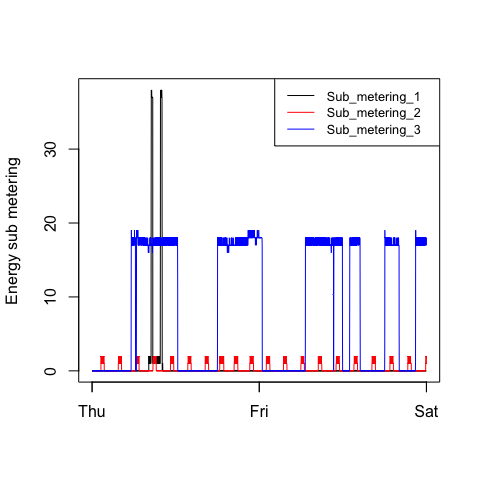 Sub_metering_1
Sub_metering_2
Sub_metering_3
Energy sub metering
30
20
10
0
Thu Fri Sat